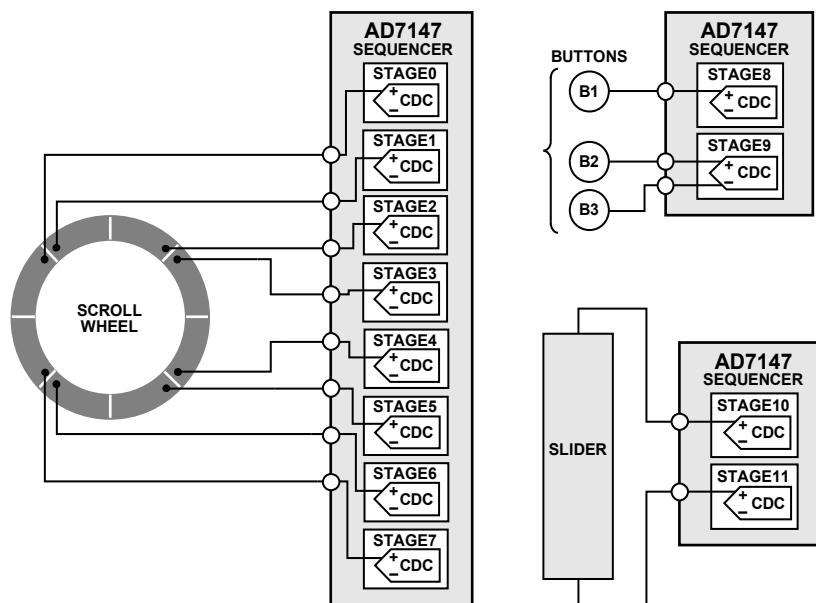 AD7147
SEQUENCER
STAGE0
+
− CDC
STAGE1
+
− CDC
STAGE2
+
− CDC
STAGE3
+
− CDC
STAGE4
+
− CDC
STAGE5
+
− CDC
STAGE6
+
− CDC
STAGE7
+
− CDC
SCROLL
WHEEL
BUTTONS
B1
B2
B3
AD7147
SEQUENCER
STAGE8
+
− CDC
STAGE9
+
− CDC
SLIDER
AD7147
SEQUENCER
STAGE10
+
− CDC
STAGE11
+
− CDC